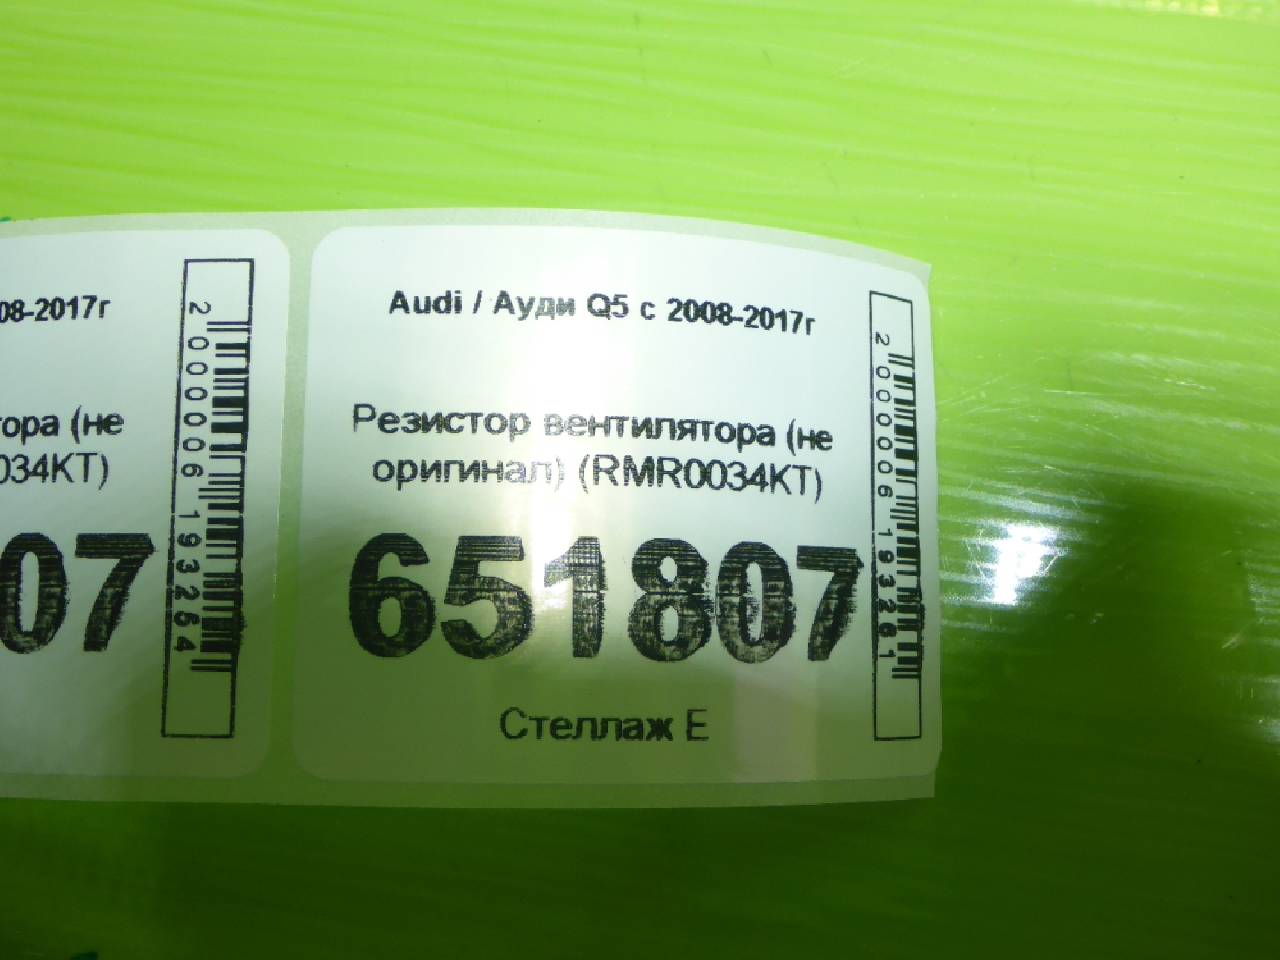 08-2017г
тора (не
0034KT)
07
2000006193264
Audi / Ауди Q5 с 2008-2017г
Резистор вентилятора (не
оригинал) (RMR0034KT)
651807
Стеллаж E
2000006193261